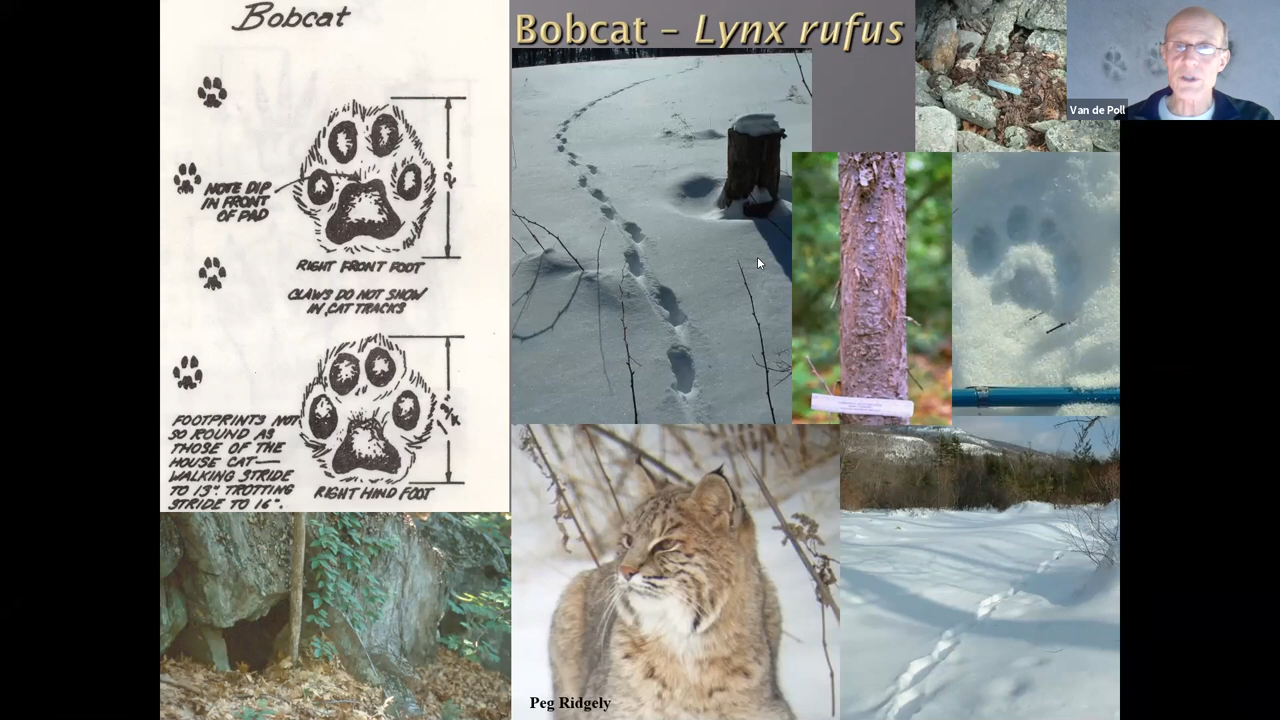 Bobcat
NOTE DIP
IN FRONT
OF PAD
2"
RIGHT FRONT FOOT
CLAWS DO NOT SHOW
IN CAT TRACKS
FOOTPRINTS NOT
SO ROUND AS
THOSE OF THE
HOUSE CAT—
WALKING STRIDE
TO 13". TROTTING
STRIDE TO 16".
RIGHT HIND FOOT
Bobcat – Lynx rufus
Van de Poll
Peg Ridgely